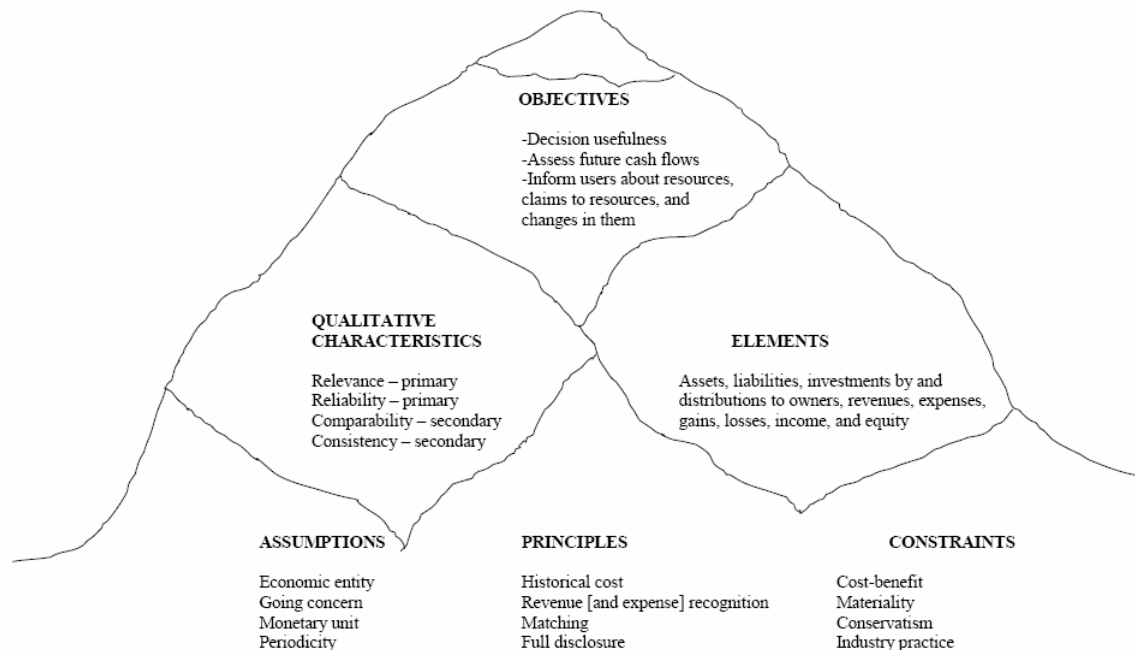 OBJECTIVES
-Decision usefulness
-Assess future cash flows
-Inform users about resources,
claims to resources, and
changes in them
QUALITATIVE
CHARACTERISTICS
Relevance – primary
Reliability – primary
Comparability – secondary
Consistency – secondary
ELEMENTS
Assets, liabilities, investments by and
distributions to owners, revenues, expenses,
gains, losses, income, and equity
ASSUMPTIONS
Economic entity
Going concern
Monetary unit
Periodicity
PRINCIPLES
Historical cost
Revenue [and expense] recognition
Matching
Full disclosure
CONSTRAINTS
Cost-benefit
Materiality
Conservatism
Industry practice